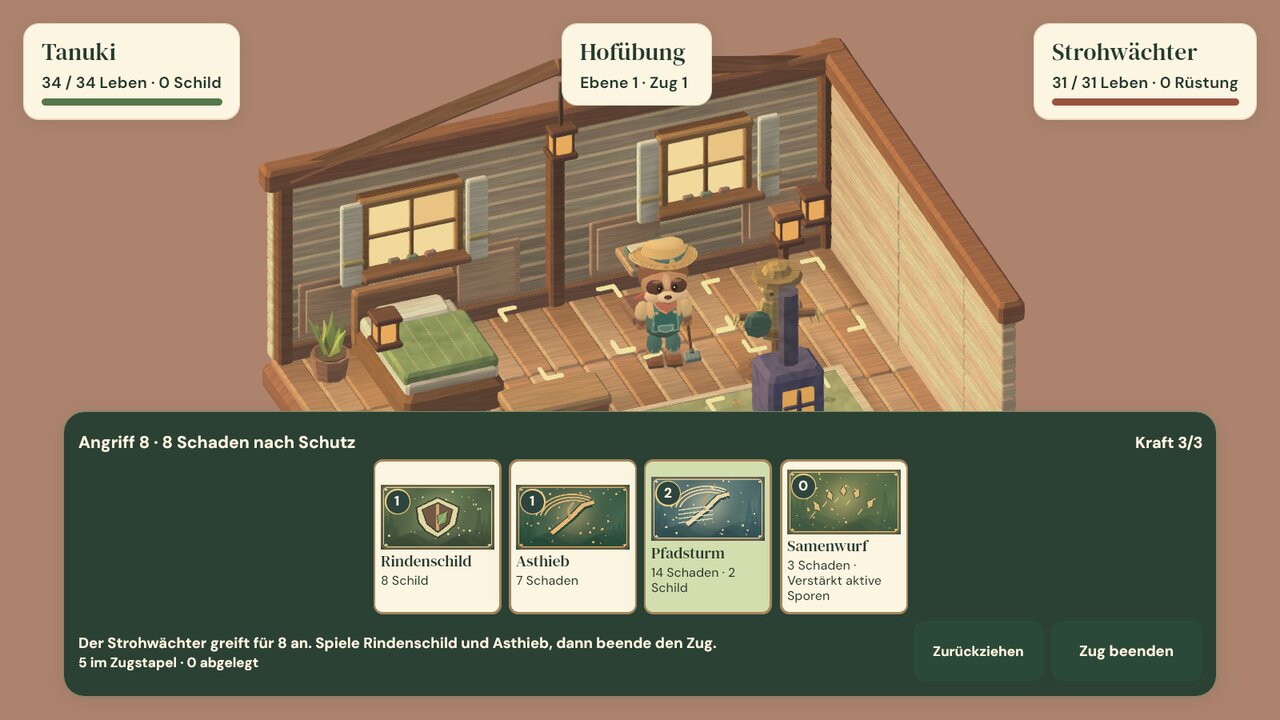 Tanuki
34 / 34 Leben · 0 Schild
Hofübung
Ebene 1 · Zug 1
Strohwächter
31 / 31 Leben · 0 Rüstung
Angriff 8 · 8 Schaden nach Schutz
Kraft 3/3
1
Rindenschild
8 Schild
1
Asthieb
7 Schaden
2
Pfadsturm
14 Schaden · 2
Schild
0
Samenwurf
3 Schaden ·
Verstärkt aktive
Sporen
Der Strohwächter greift für 8 an. Spiele Rindenschild und Asthieb, dann beende den Zug.
5 im Zugstapel · 0 abgelegt
Zurückziehen
Zug beenden